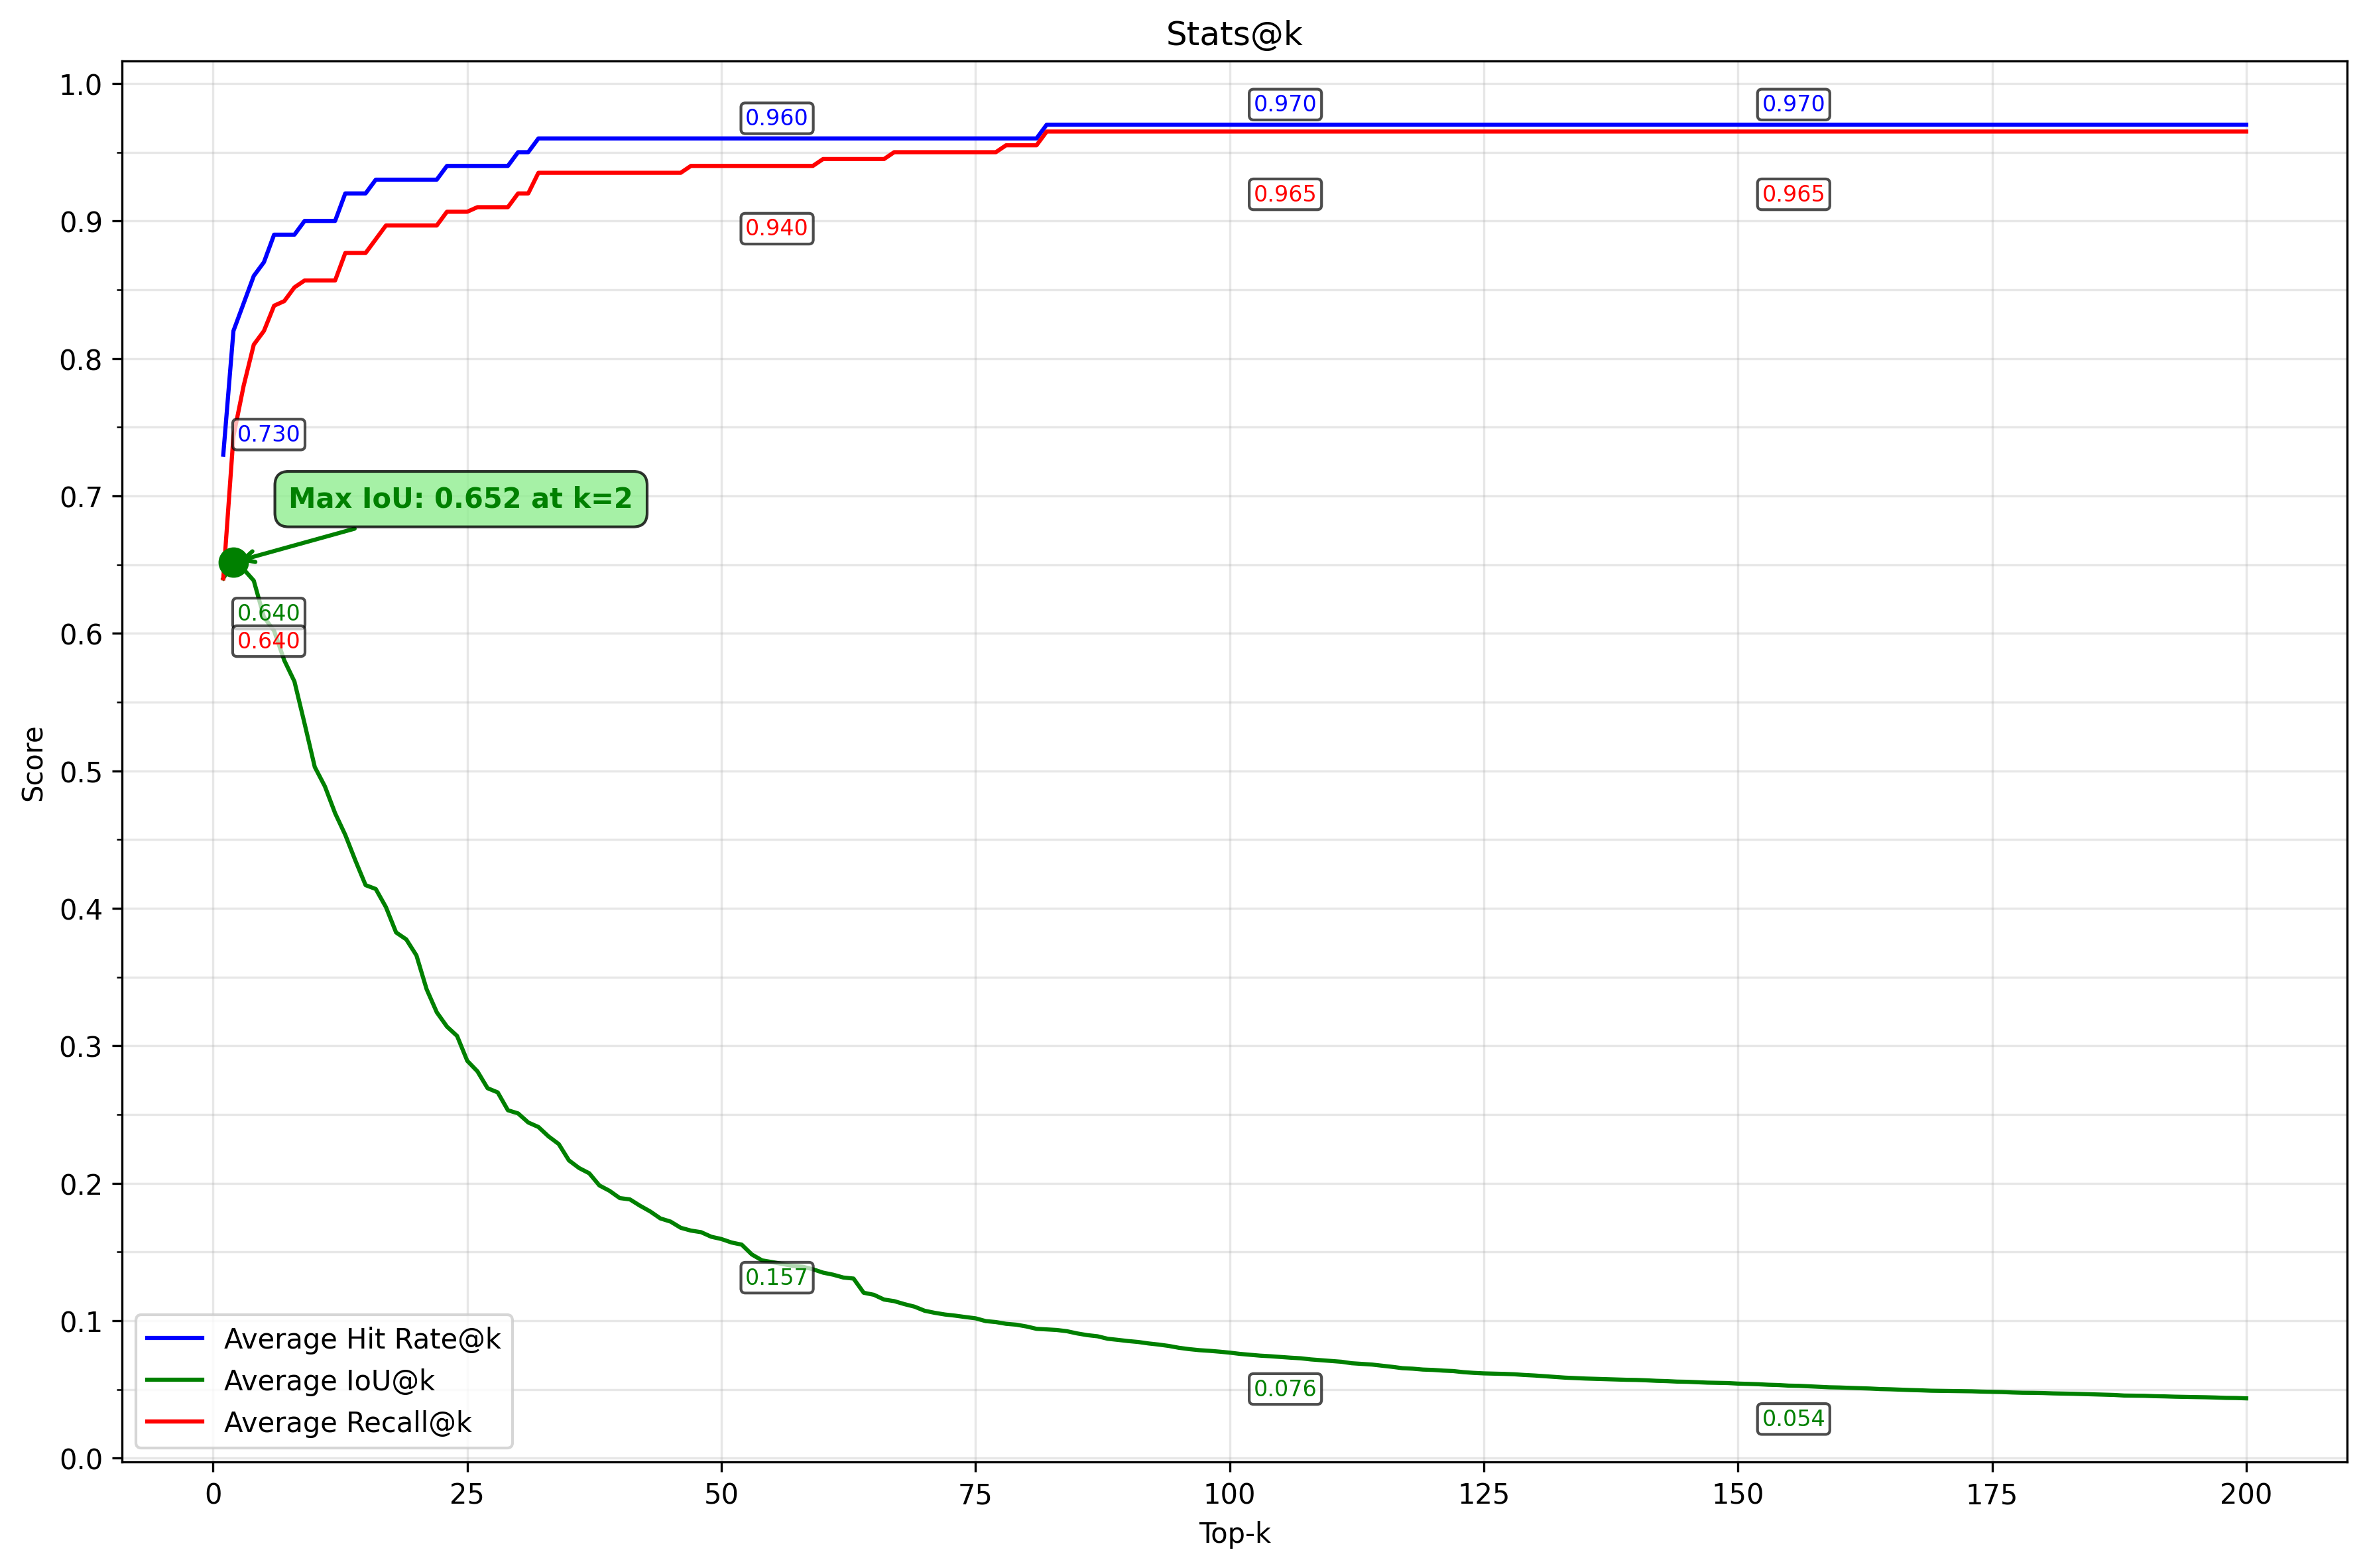 Stats@k
1.0
0.9
0.8
0.7
0.6
0.5
0.4
0.3
0.2
0.1
0.0
Score
0.960
0.970
0.970
0.940
0.965
0.965
0.730
Max IoU: 0.652 at k=2
0.640
0.640
0.157
0.076
0.054
Average Hit Rate@k
Average IoU@k
Average Recall@k
0 25 50 75 100 125 150 175 200
Top-k